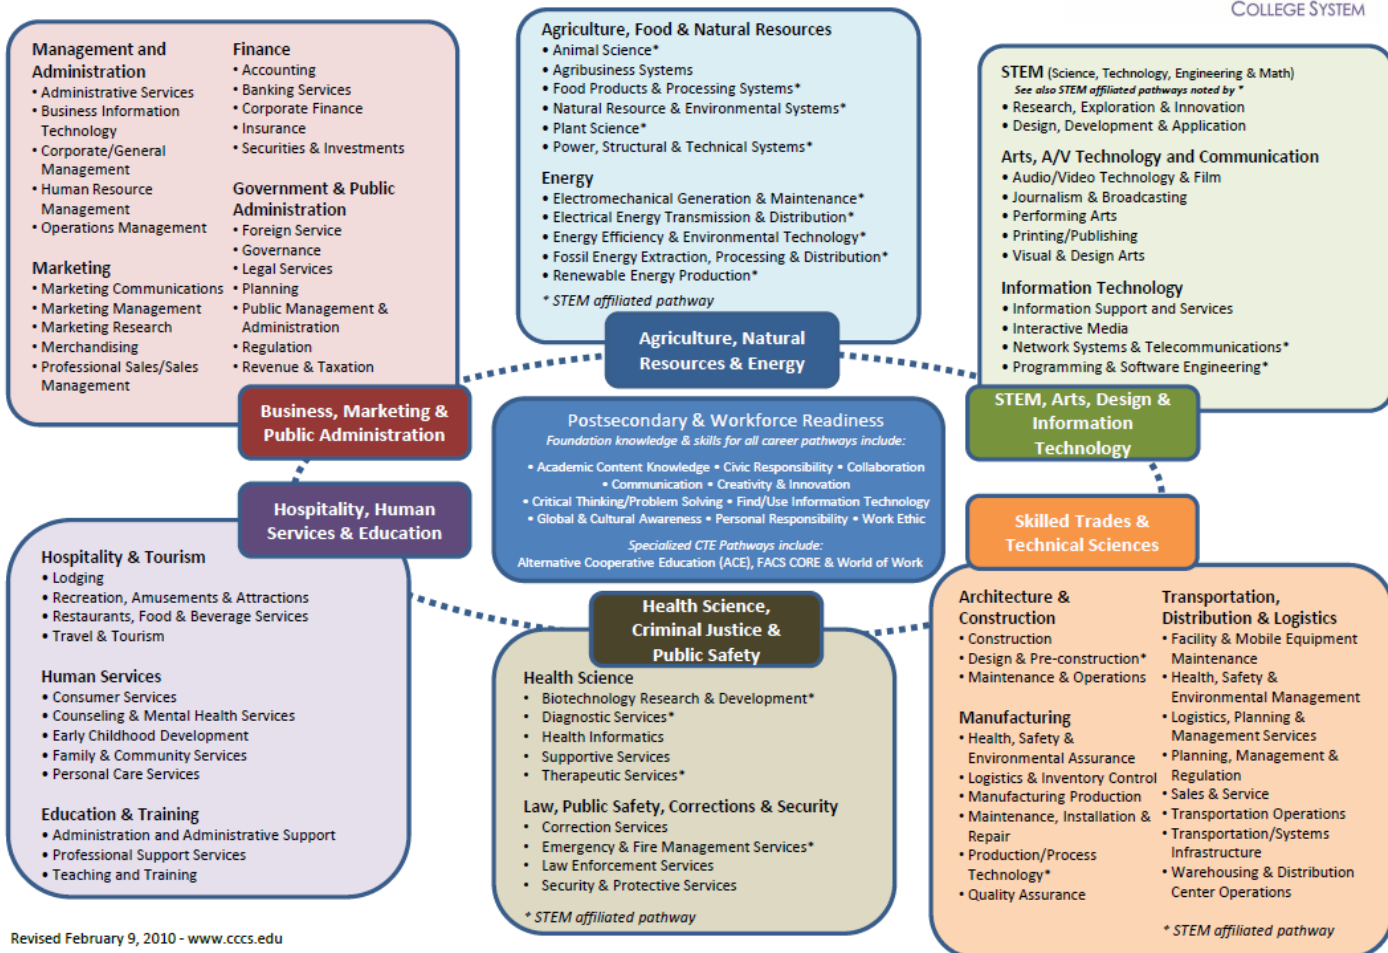 COLLEGE SYSTEM
Management and
Administration
• Administrative Services
• Business Information
Technology
• Corporate/General
Management
• Human Resource
Management
• Operations Management
Marketing
• Marketing Communications
• Marketing Management
• Marketing Research
• Merchandising
• Professional Sales/Sales
Management
Finance
• Accounting
• Banking Services
• Corporate Finance
• Insurance
• Securities & Investments
Government & Public
Administration
• Foreign Service
• Governance
• Legal Services
• Planning
• Public Management &
Administration
• Regulation
• Revenue & Taxation
Business, Marketing &
Public Administration
Agriculture, Food & Natural Resources
• Animal Science*
• Agribusiness Systems
• Food Products & Processing Systems*
• Natural Resource & Environmental Systems*
• Plant Science*
• Power, Structural & Technical Systems*
Energy
• Electromechanical Generation & Maintenance*
• Electrical Energy Transmission & Distribution*
• Energy Efficiency & Environmental Technology*
• Fossil Energy Extraction, Processing & Distribution*
• Renewable Energy Production*
* STEM affiliated pathway
Agriculture, Natural
Resources & Energy
STEM (Science, Technology, Engineering & Math)
See also STEM affiliated pathways noted by *
• Research, Exploration & Innovation
• Design, Development & Application
Arts, A/V Technology and Communication
• Audio/Video Technology & Film
• Journalism & Broadcasting
• Performing Arts
• Printing/Publishing
• Visual & Design Arts
Information Technology
• Information Support and Services
• Interactive Media
• Network Systems & Telecommunications*
• Programming & Software Engineering*
STEM, Arts, Design &
Information
Technology
Postsecondary & Workforce Readiness
Foundation knowledge & skills for all career pathways include:
• Academic Content Knowledge • Civic Responsibility • Collaboration
• Communication • Creativity & Innovation
• Critical Thinking/Problem Solving • Find/Use Information Technology
• Global & Cultural Awareness • Personal Responsibility • Work Ethic
Specialized CTE Pathways include:
Alternative Cooperative Education (ACE), FACS CORE & World of Work
Hospitality, Human
Services & Education
Hospitality & Tourism
• Lodging
• Recreation, Amusements & Attractions
• Restaurants, Food & Beverage Services
• Travel & Tourism
Human Services
• Consumer Services
• Counseling & Mental Health Services
• Early Childhood Development
• Family & Community Services
• Personal Care Services
Education & Training
• Administration and Administrative Support
• Professional Support Services
• Teaching and Training
Health Science,
Criminal Justice &
Public Safety
Health Science
• Biotechnology Research & Development*
• Diagnostic Services*
• Health Informatics
• Supportive Services
• Therapeutic Services*
Law, Public Safety, Corrections & Security
• Correction Services
• Emergency & Fire Management Services*
• Law Enforcement Services
• Security & Protective Services
* STEM affiliated pathway
Skilled Trades &
Technical Sciences
Architecture &
Construction
• Construction
• Design & Pre-construction*
• Maintenance & Operations
Manufacturing
• Health, Safety &
Environmental Assurance
• Logistics & Inventory Control
• Manufacturing Production
• Maintenance, Installation &
Repair
• Production/Process
Technology*
• Quality Assurance
Transportation,
Distribution & Logistics
• Facility & Mobile Equipment
Maintenance
• Health, Safety &
Environmental Management
• Logistics, Planning &
Management Services
• Planning, Management &
Regulation
• Sales & Service
• Transportation Operations
• Transportation/Systems
Infrastructure
• Warehousing & Distribution
Center Operations
* STEM affiliated pathway
Revised February 9, 2010 - www.cccs.edu